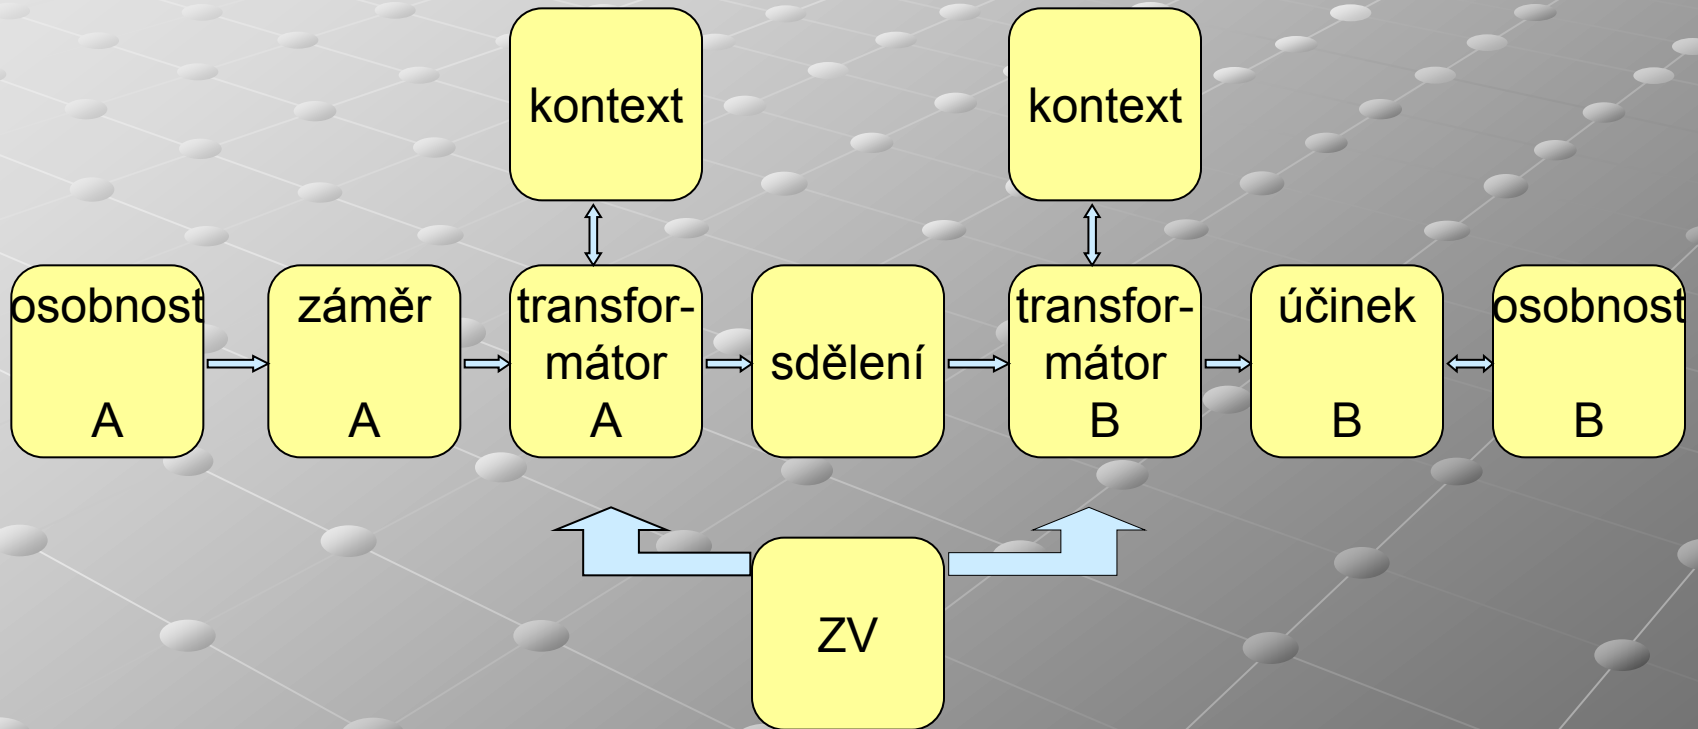 kontext
kontext
osobnost
A
záměr
A
transfor-
mátor
A
sdělení
transfor-
mátor
B
účinek
B
osobnost
B
ZV